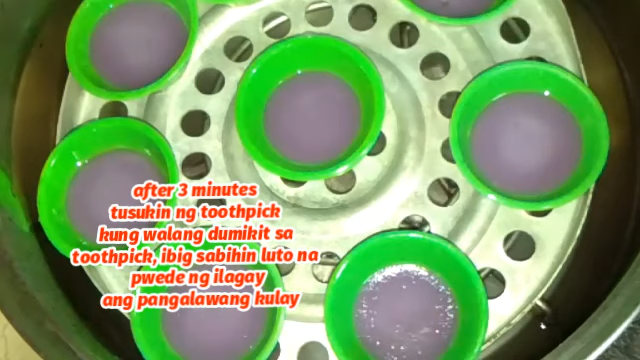 after 3 minutes
tusukin ng toothpick
kung walang dumikit sa
toothpick, ibig sabihin luto na
pwede ng ilagay
ang pangalawang kulay